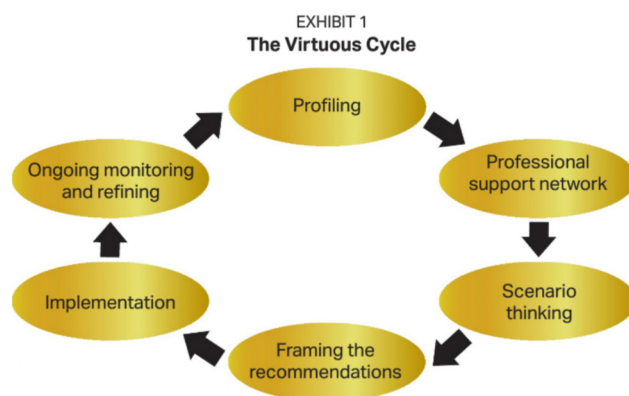 EXHIBIT 1
The Virtuous Cycle
Profiling
Professional
support network
Scenario
thinking
Framing the
recommendations
Implementation
Ongoing monitoring
and refining